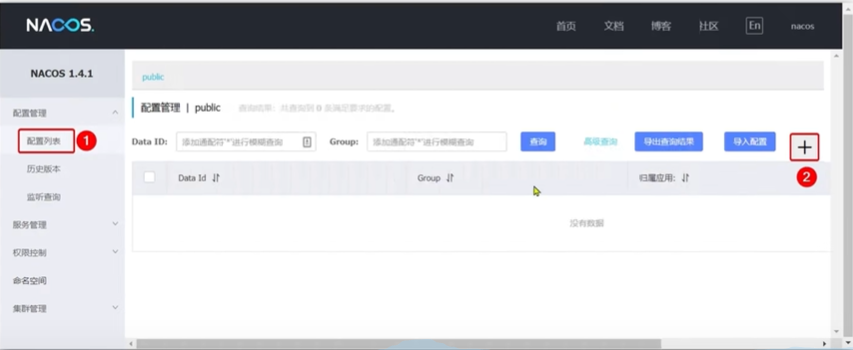 NACOS. 首页 文档 博客 社区 En nacos
NACOS 1.4.1
public
配置管理
配置管理 | public 查询结果：共查询到 0 条满足要求的配置。
配置列表 1
Data ID: 添加通配符'*'进行模糊查询 Group: 添加通配符'*'进行模糊查询 查询 高级查询 导出查询结果 导入配置 +
历史版本
Data Id Group 归属应用: 2
监听查询
服务管理
没有数据
权限控制
命名空间
集群管理